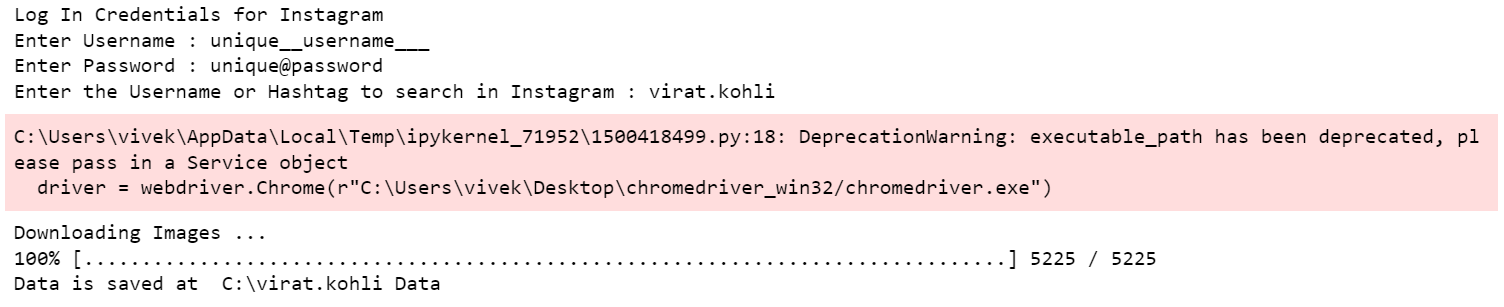 Log In Credentials for Instagram
Enter Username : unique__username___
Enter Password : unique@password
Enter the Username or Hashtag to search in Instagram : virat.kohli
C:\Users\vivek\AppData\Local\Temp\ipykernel_71952\1500418499.py:18: DeprecationWarning: executable_path has been deprecated, pl
ease pass in a Service object
  driver = webdriver.Chrome(r"C:\Users\vivek\Desktop\chromedriver_win32/chromedriver.exe")
Downloading Images ...
100% [................................................................................] 5225 / 5225
Data is saved at  C:\virat.kohli Data